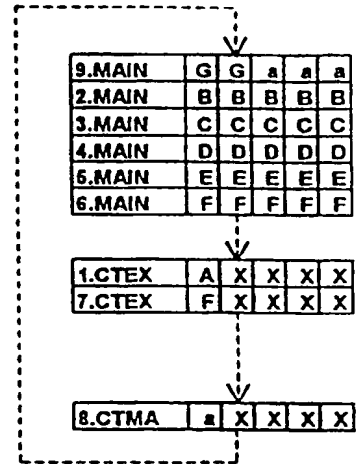 9.MAIN G G a a a
2.MAIN B B B B B
3.MAIN C C C C C
4.MAIN D D D D D
5.MAIN E E E E E
6.MAIN F F F F F
1.CTEX A X X X X
7.CTEX F X X X X
8.CTMA a X X X X